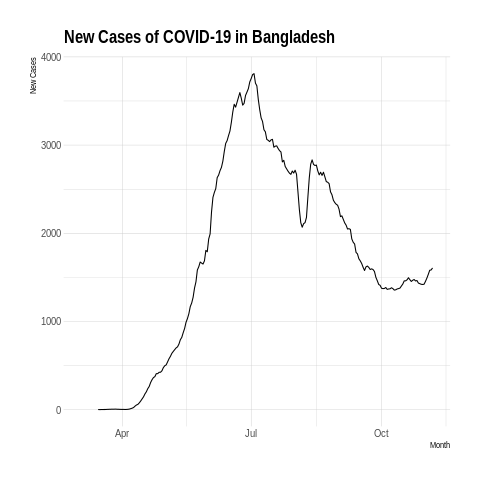 New Cases of COVID-19 in Bangladesh
New Cases
4000
3000
2000
1000
0
Apr
Jul
Oct
Month